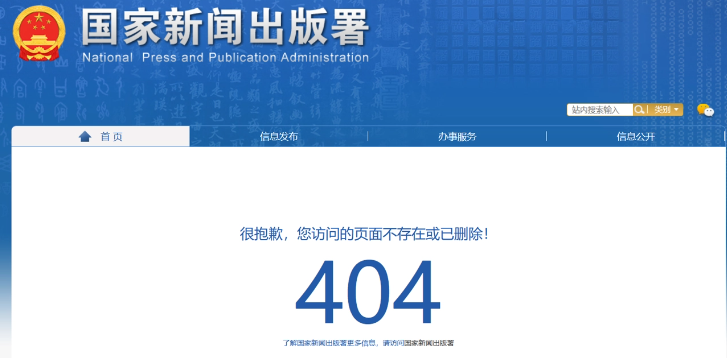 国家新闻出版署
National Press and Publication Administration
站内搜索输入 类别
首页 信息发布 办事服务 信息公开
很抱歉，您访问的页面不存在或已删除！
404
了解国家新闻出版署更多信息，请访问国家新闻出版署